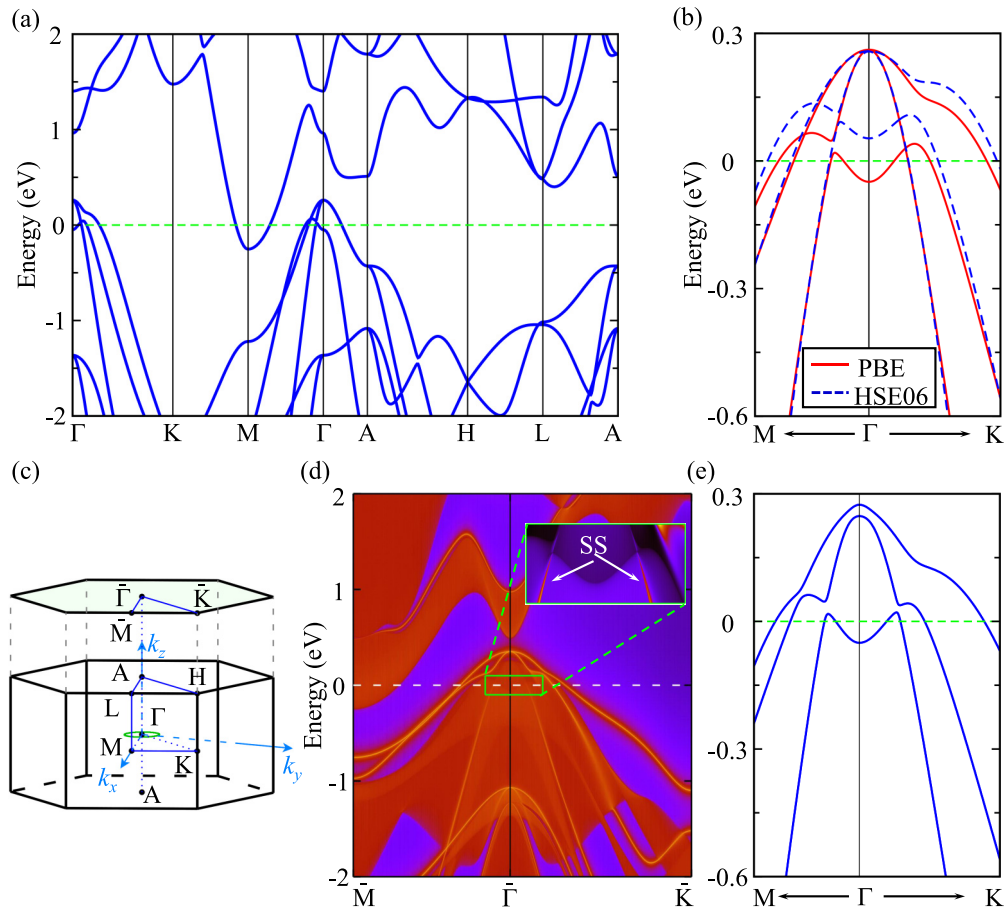 (a)
2
1
0
-1
-2
Energy (eV)
Γ K M Γ A H L A
(b)
0.3
0
-0.3
-0.6
Energy (eV)
PBE
HSE06
M Γ K
(c)
Γ̄ K̄
M̄
k_z
A H
L
Γ
M K
k_x k_y
A
(d)
2
1
0
-1
-2
Energy (eV)
SS
M̄ Γ̄ K̄
(e)
0.3
0
-0.3
-0.6
M Γ K